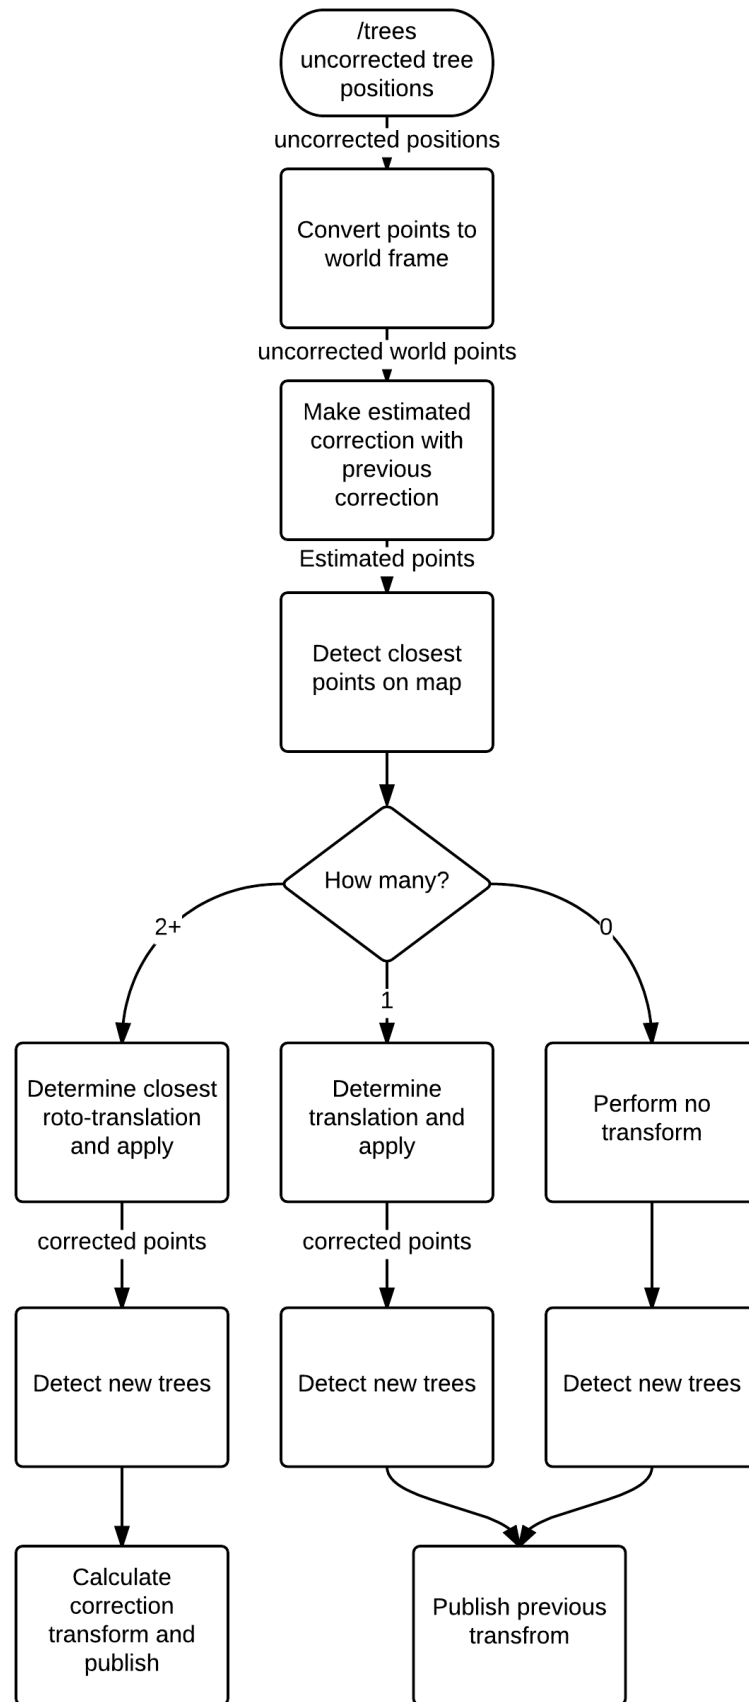 /trees
uncorrected tree
positions
uncorrected positions
Convert points to
world frame
uncorrected world points
Make estimated
correction with
previous
correction
Estimated points
Detect closest
points on map
How many?
2+
1
0
Determine closest
roto-translation
and apply
Determine
translation and
apply
Perform no
transform
corrected points
corrected points
Detect new trees
Detect new trees
Detect new trees
Calculate
correction
transform and
publish
Publish previous
transfrom